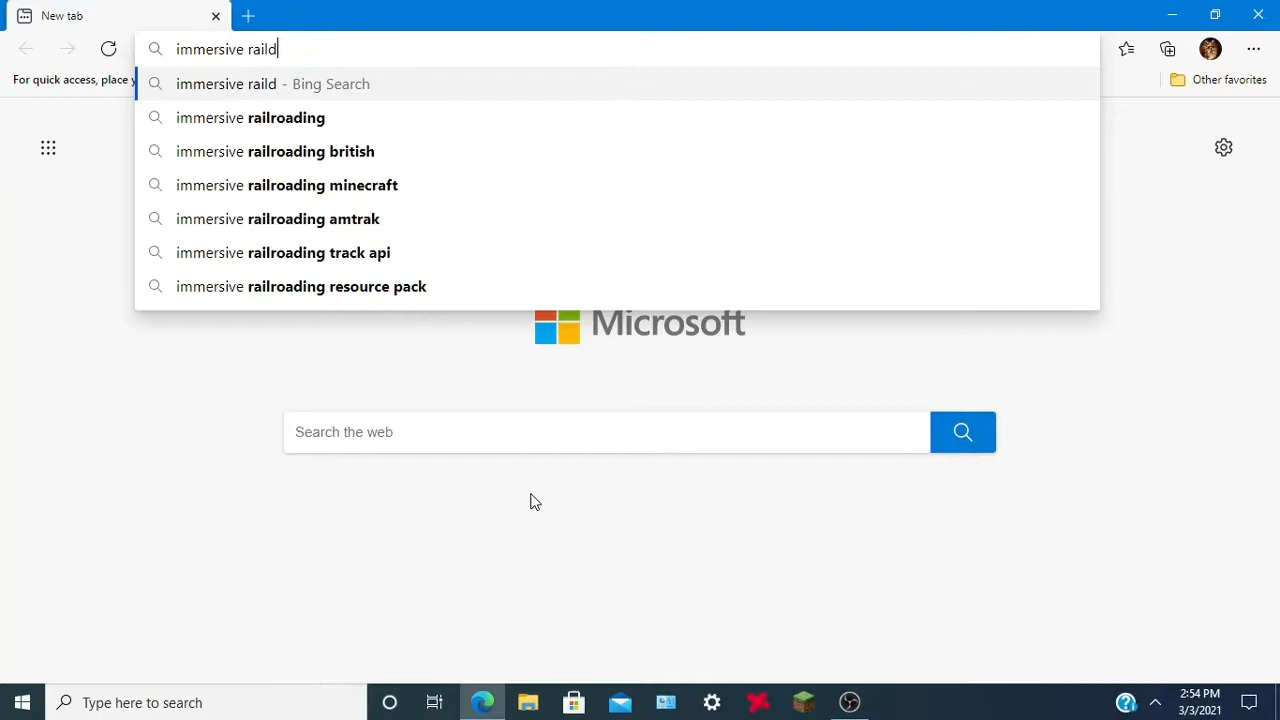 New tab
immersive raild
For quick access, place y
Other favorites
immersive raild - Bing Search
immersive railroading
immersive railroading british
immersive railroading minecraft
immersive railroading amtrak
immersive railroading track api
immersive railroading resource pack
Microsoft
Search the web
Type here to search
2:54 PM
3/3/2021